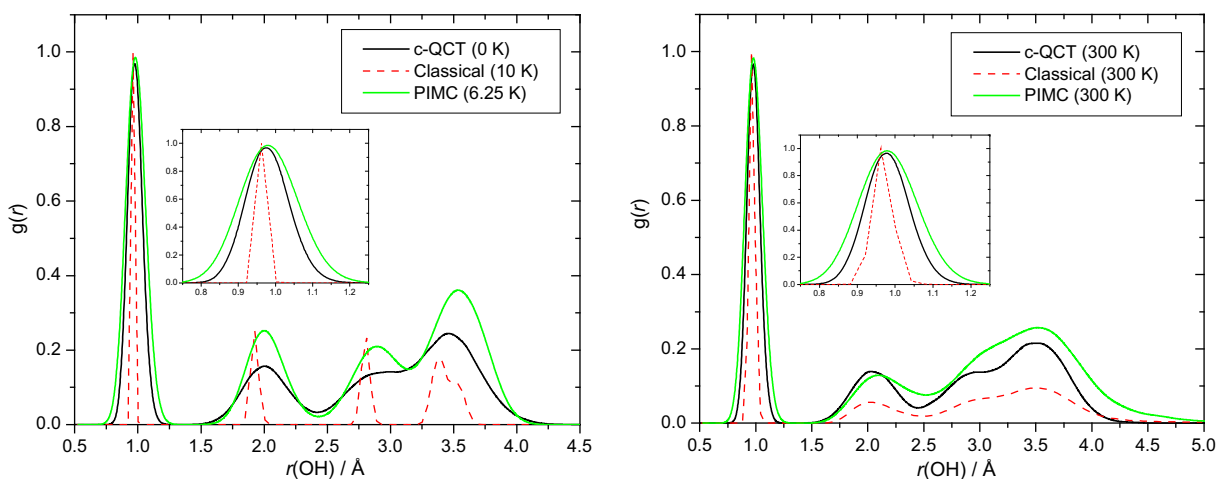 c-QCT (0 K)
Classical (10 K)
PIMC (6.25 K)
g(r)
1.0
0.8
0.6
0.4
0.2
0.0
0.5 1.0 1.5 2.0 2.5 3.0 3.5 4.0 4.5
r(OH) / Å
1.0
0.8
0.6
0.4
0.2
0.0
0.8 0.9 1.0 1.1 1.2
c-QCT (300 K)
Classical (300 K)
PIMC (300 K)
g(r)
1.0
0.8
0.6
0.4
0.2
0.0
0.5 1.0 1.5 2.0 2.5 3.0 3.5 4.0 4.5 5.0
r(OH) / Å
1.0
0.8
0.6
0.4
0.2
0.0
0.8 0.9 1.0 1.1 1.2